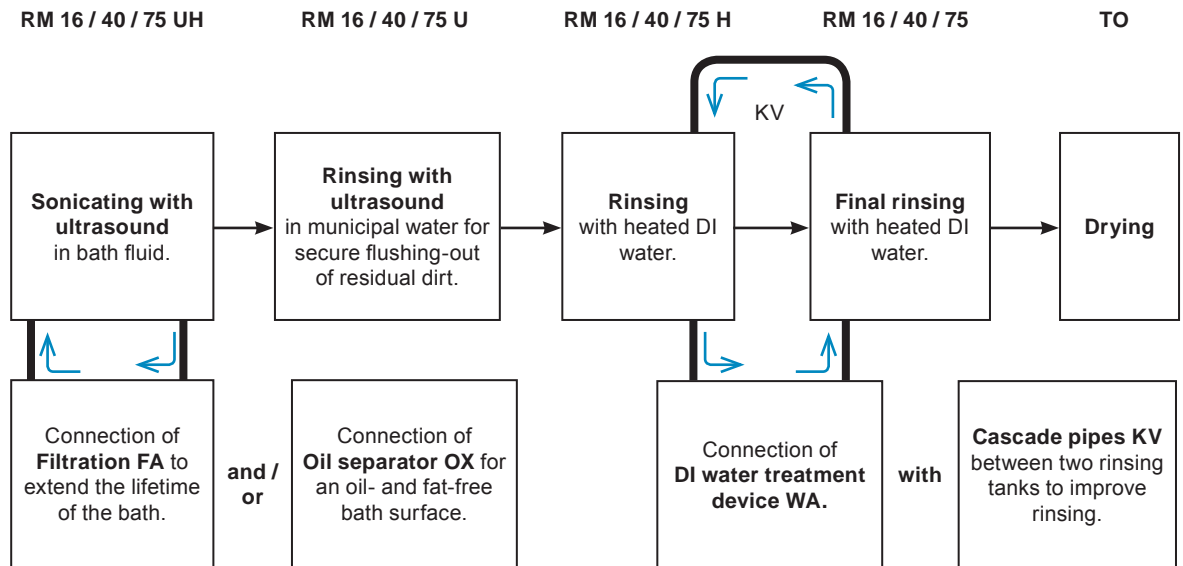 RM 16 / 40 / 75 UH
RM 16 / 40 / 75 U
RM 16 / 40 / 75 H
RM 16 / 40 / 75
TO
KV
Sonicating with
ultrasound
in bath fluid.
Rinsing with
ultrasound
in municipal water for
secure flushing-out
of residual dirt.
Rinsing
with heated DI
water.
Final rinsing
with heated DI
water.
Drying
Connection of
Filtration FA to
extend the lifetime
of the bath.
and /
or
Connection of
Oil separator OX for
an oil- and fat-free
bath surface.
Connection of
DI water treatment
device WA.
with
Cascade pipes KV
between two rinsing
tanks to improve
rinsing.